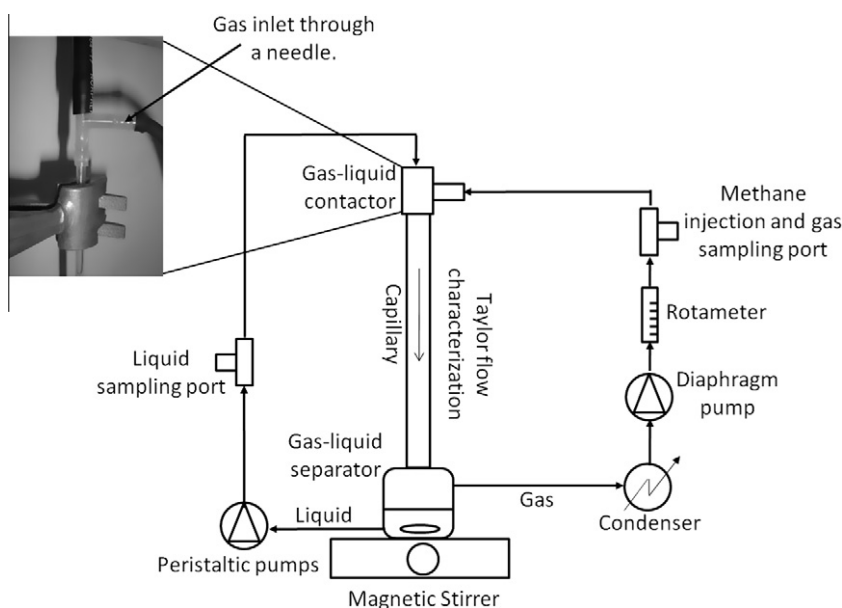 Gas inlet through
a needle.
Gas-liquid
contactor
Methane
injection and gas
sampling port
Capillary
Taylor flow
characterization
Rotameter
Liquid
sampling port
Diaphragm
pump
Gas-liquid
separator
Gas
Condenser
Liquid
Peristaltic pumps
Magnetic Stirrer